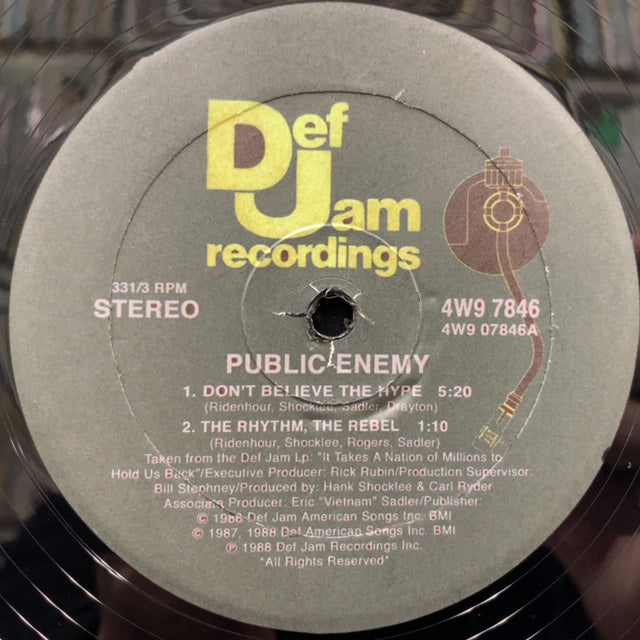 Def
Jam
recordings
331/3 RPM
STEREO
4W9 7846
4W9 07846A
PUBLIC ENEMY
1. DON'T BELIEVE THE HYPE 5:20
(Ridenhour, Shocklee, Sadler, Drayton)
2. THE RHYTHM, THE REBEL 1:10
(Ridenhour, Shocklee, Rogers, Sadler)
Taken from the Def Jam Lp: "It Takes A Nation of Millions to
Hold Us Back"/Executive Producer: Rick Rubin/Production Supervisor:
Bill Stephney/Produced by: Hank Shocklee & Carl Ryder
Associate Producer: Eric "Vietnam" Sadler/Publisher:
© 1988 Def Jam American Songs Inc. BMI
© 1987, 1988 Def American Songs Inc. BMI
℗ 1988 Def Jam Recordings Inc.
"All Rights Reserved"